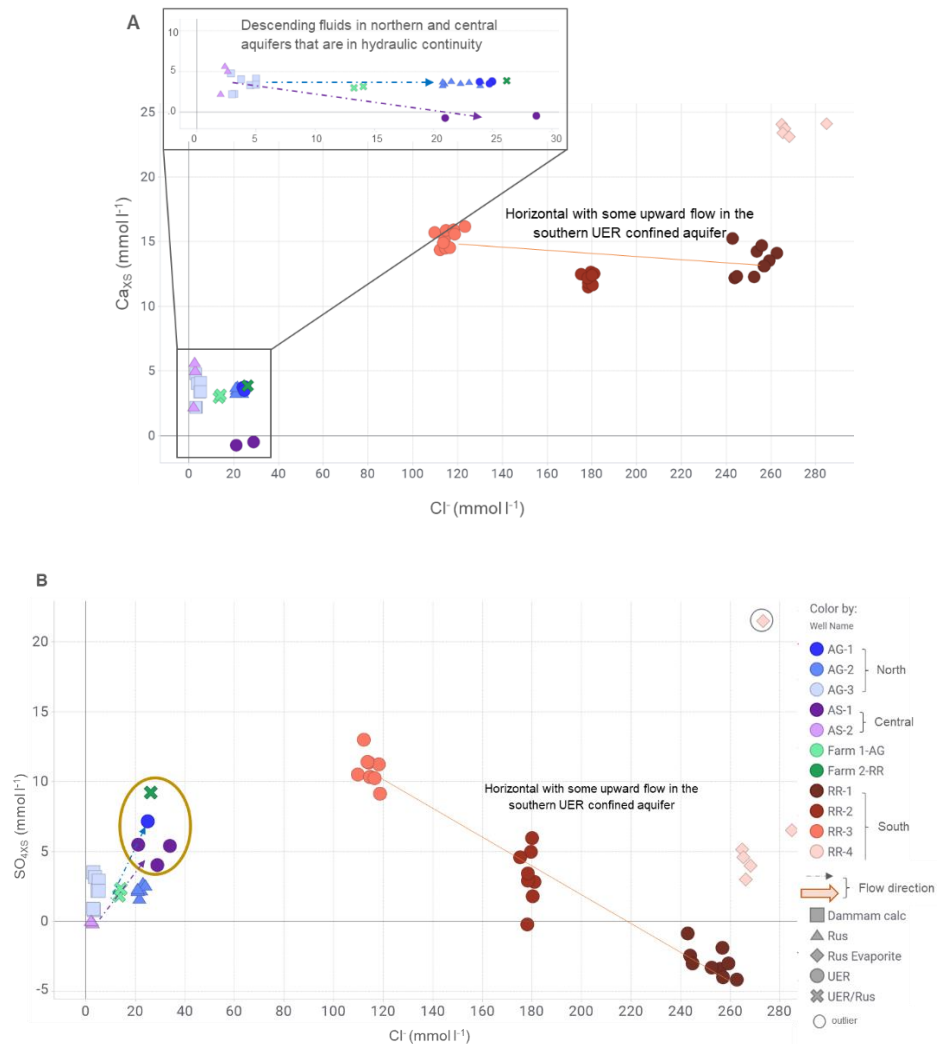 A
Descending fluids in northern and central
aquifers that are in hydraulic continuity
10
5
0
0
5
10
15
20
25
30
25
20
15
10
5
0
Caxs (mmol l⁻¹)
Horizontal with some upward flow in the
southern UER confined aquifer
0 20 40 60 80 100 120 140 160 180 200 220 240 260 280
Cl⁻ (mmol l⁻¹)
B
20
15
10
5
0
-5
SO4XS (mmol l⁻¹)
Horizontal with some upward flow in the
southern UER confined aquifer
0 20 40 60 80 100 120 140 160 180 200 220 240 260 280
Cl⁻ (mmol l⁻¹)
Color by:
Well Name
AG-1
AG-2
North
AG-3
AS-1
Central
AS-2
Farm 1-AG
Farm 2-RR
RR-1
RR-2
South
RR-3
RR-4
Flow direction
Dammam calc
Rus
Rus Evaporite
UER
UER/Rus
outlier